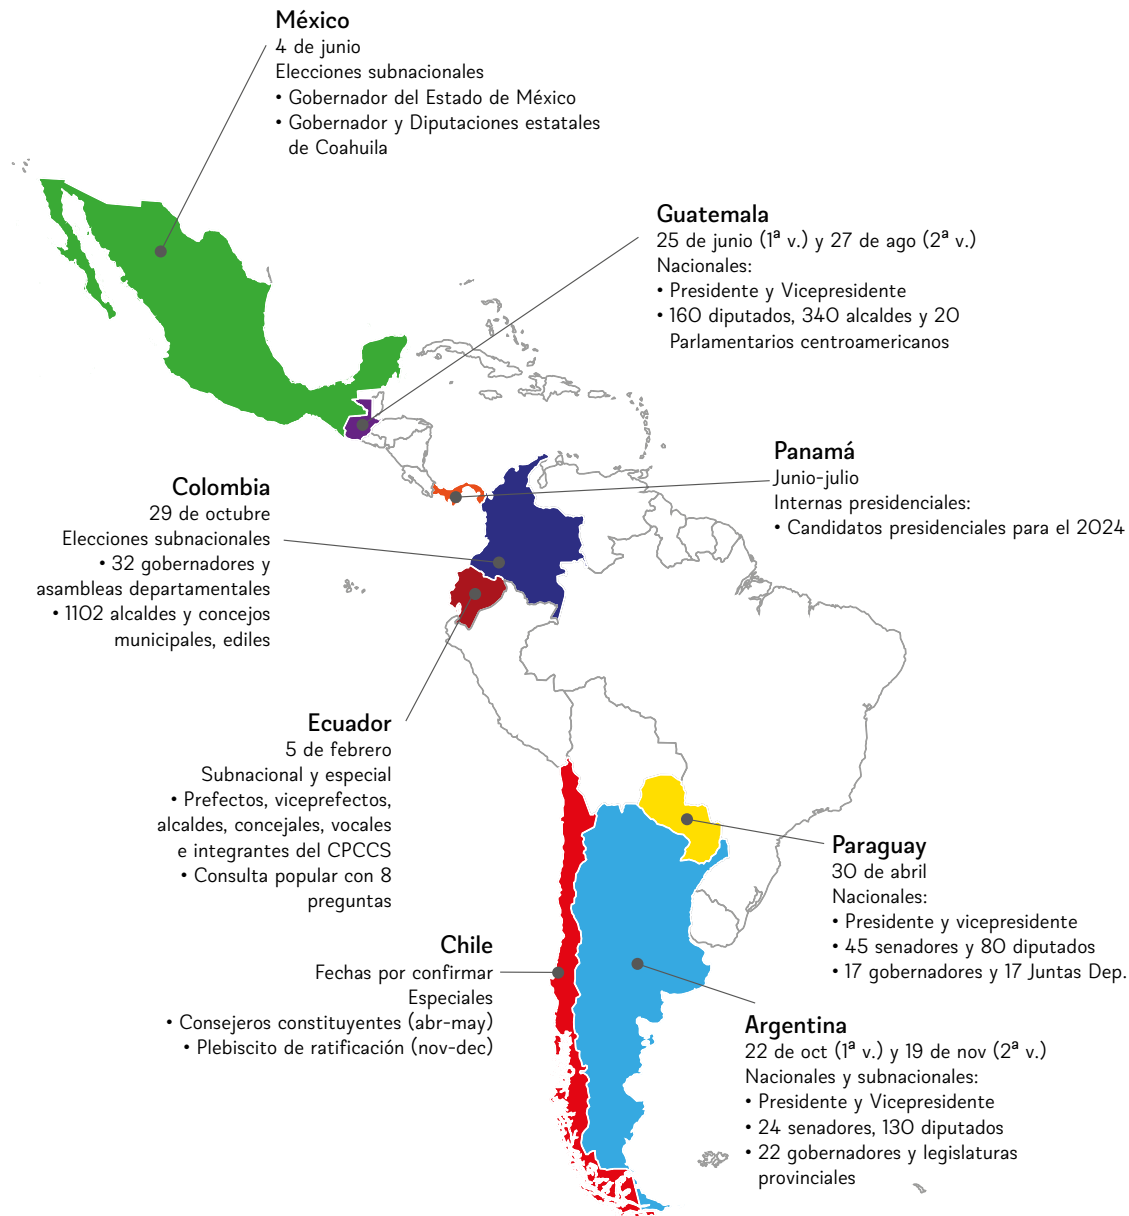 México
4 de junio
Elecciones subnacionales
• Gobernador del Estado de México
• Gobernador y Diputaciones estatales
de Coahuila
Guatemala
25 de junio (1ª v.) y 27 de ago (2ª v.)
Nacionales:
• Presidente y Vicepresidente
• 160 diputados, 340 alcaldes y 20
Parlamentarios centroamericanos
Panamá
Junio-julio
Internas presidenciales:
• Candidatos presidenciales para el 2024
Colombia
29 de octubre
Elecciones subnacionales
• 32 gobernadores y
asambleas departamentales
• 1102 alcaldes y concejos
municipales, ediles
Ecuador
5 de febrero
Subnacional y especial
• Prefectos, viceprefectos,
alcaldes, concejales, vocales
e integrantes del CPCCS
• Consulta popular con 8
preguntas
Paraguay
30 de abril
Nacionales:
• Presidente y vicepresidente
• 45 senadores y 80 diputados
• 17 gobernadores y 17 Juntas Dep.
Chile
Fechas por confirmar
Especiales
• Consejeros constituyentes (abr-may)
• Plebiscito de ratificación (nov-dec)
Argentina
22 de oct (1ª v.) y 19 de nov (2ª v.)
Nacionales y subnacionales:
• Presidente y Vicepresidente
• 24 senadores, 130 diputados
• 22 gobernadores y legislaturas
provinciales